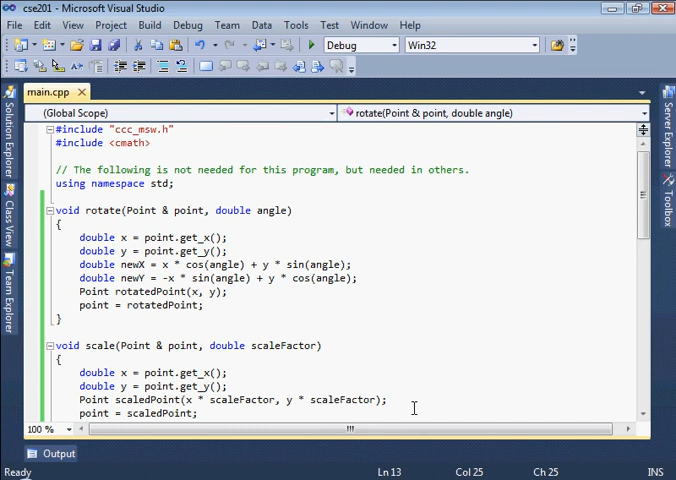 cse201 - Microsoft Visual Studio
File Edit View Project Build Debug Team Data Tools Test Window Help
Debug Win32
main.cpp
(Global Scope) rotate(Point & point, double angle)
#include "ccc_msw.h"
#include <cmath>
// The following is not needed for this program, but needed in others.
using namespace std;
void rotate(Point & point, double angle)
{
double x = point.get_x();
double y = point.get_y();
double newX = x * cos(angle) + y * sin(angle);
double newY = -x * sin(angle) + y * cos(angle);
Point rotatedPoint(x, y);
point = rotatedPoint;
}
void scale(Point & point, double scaleFactor)
{
double x = point.get_x();
double y = point.get_y();
Point scaledPoint(x * scaleFactor, y * scaleFactor);
point = scaledPoint;
100 %
Output
Ready Ln 13 Col 25 Ch 25 INS
Solution Explorer
Class View
Team Explorer
Server Explorer
Toolbox